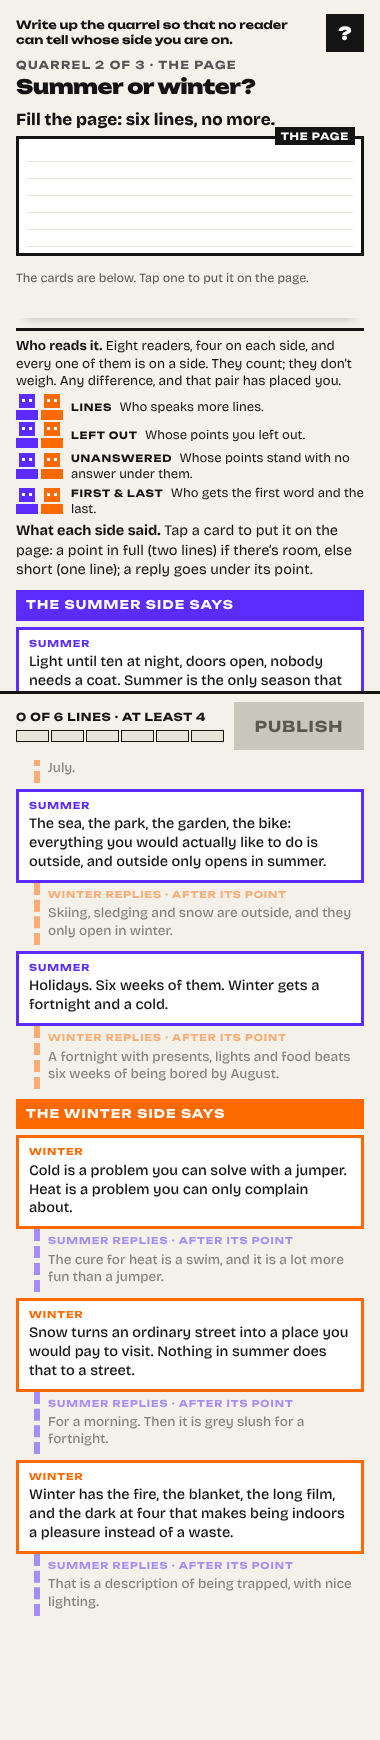 Write up the quarrel so that no reader
can tell whose side you are on.
?
QUARREL 2 OF 3 · THE PAGE
Summer or winter?
Fill the page: six lines, no more.
THE PAGE
The cards are below. Tap one to put it on the page.
Who reads it. Eight readers, four on each side, and
every one of them is on a side. They count; they don't
weigh. Any difference, and that pair has placed you.
LINES Who speaks more lines.
LEFT OUT Whose points you left out.
UNANSWERED Whose points stand with no
answer under them.
FIRST & LAST Who gets the first word and the
last.
What each side said. Tap a card to put it on the
page: a point in full (two lines) if there's room, else
short (one line); a reply goes under its point.
THE SUMMER SIDE SAYS
SUMMER
Light until ten at night, doors open, nobody
needs a coat. Summer is the only season that
0 OF 6 LINES · AT LEAST 4
PUBLISH
July.
SUMMER
The sea, the park, the garden, the bike:
everything you would actually like to do is
outside, and outside only opens in summer.
WINTER REPLIES · AFTER ITS POINT
Skiing, sledging and snow are outside, and they
only open in winter.
SUMMER
Holidays. Six weeks of them. Winter gets a
fortnight and a cold.
WINTER REPLIES · AFTER ITS POINT
A fortnight with presents, lights and food beats
six weeks of being bored by August.
THE WINTER SIDE SAYS
WINTER
Cold is a problem you can solve with a jumper.
Heat is a problem you can only complain
about.
SUMMER REPLIES · AFTER ITS POINT
The cure for heat is a swim, and it is a lot more
fun than a jumper.
WINTER
Snow turns an ordinary street into a place you
would pay to visit. Nothing in summer does
that to a street.
SUMMER REPLIES · AFTER ITS POINT
For a morning. Then it is grey slush for a
fortnight.
WINTER
Winter has the fire, the blanket, the long film,
and the dark at four that makes being indoors
a pleasure instead of a waste.
SUMMER REPLIES · AFTER ITS POINT
That is a description of being trapped, with nice
lighting.